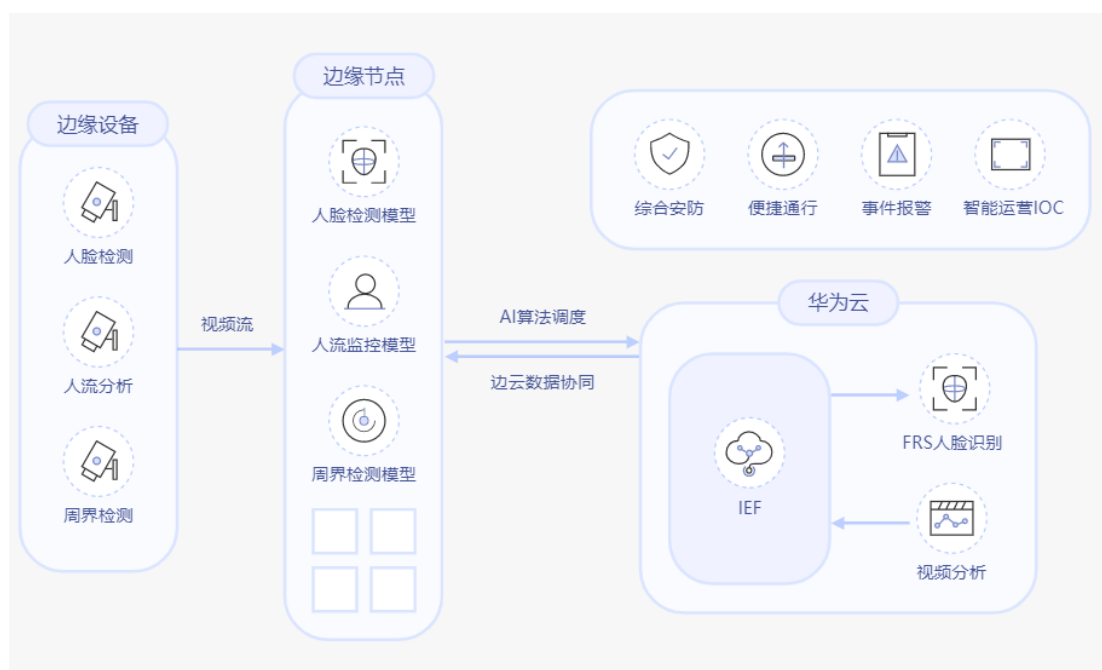 边缘设备
人脸检测
人流分析
周界检测
视频流
边缘节点
人脸检测模型
人流监控模型
周界检测模型
AI算法调度
边云数据协同
综合安防
便捷通行
事件报警
智能运营IOC
华为云
IEF
FRS人脸识别
视频分析